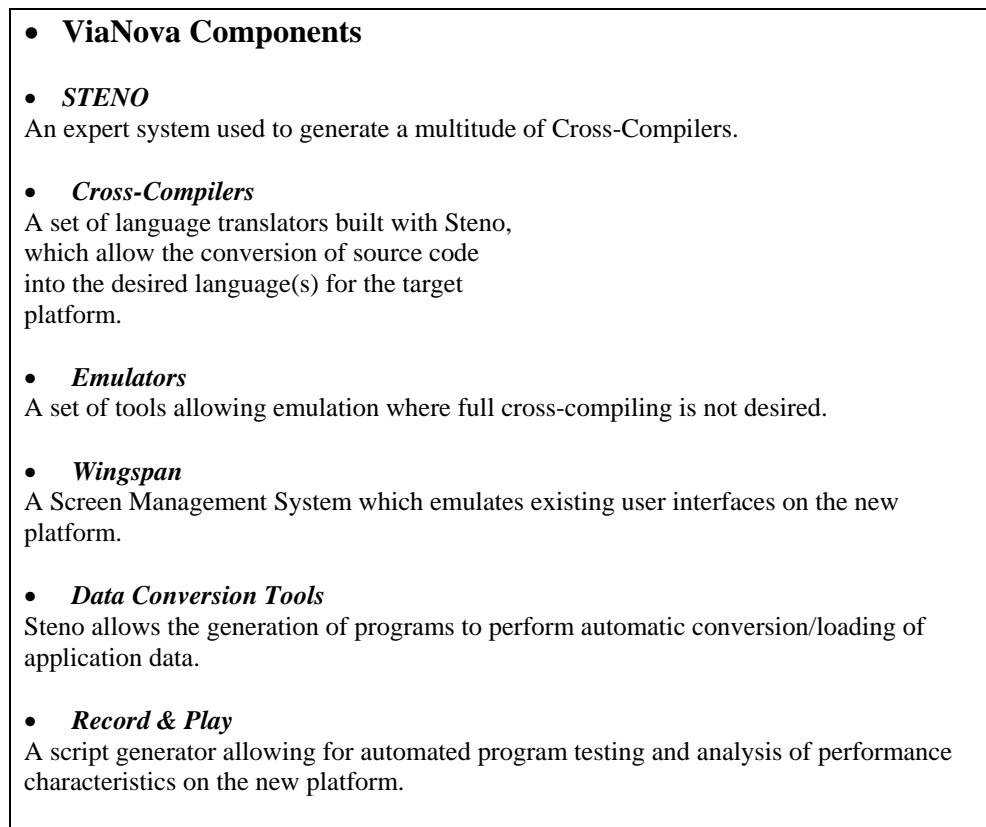 • ViaNova Components
• STENO
An expert system used to generate a multitude of Cross-Compilers.
• Cross-Compilers
A set of language translators built with Steno,
which allow the conversion of source code
into the desired language(s) for the target
platform.
• Emulators
A set of tools allowing emulation where full cross-compiling is not desired.
• Wingspan
A Screen Management System which emulates existing user interfaces on the new
platform.
• Data Conversion Tools
Steno allows the generation of programs to perform automatic conversion/loading of
application data.
• Record & Play
A script generator allowing for automated program testing and analysis of performance
characteristics on the new platform.